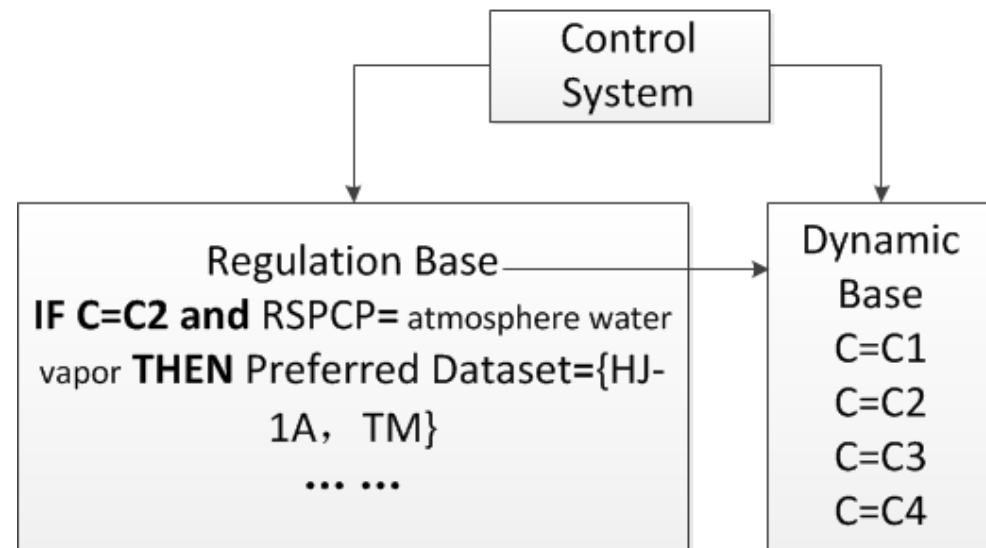 Control
System
Regulation Base
IF C=C2 and RSPCP= atmosphere water
vapor THEN Preferred Dataset={HJ-
1A，TM}
... ...
Dynamic
Base
C=C1
C=C2
C=C3
C=C4